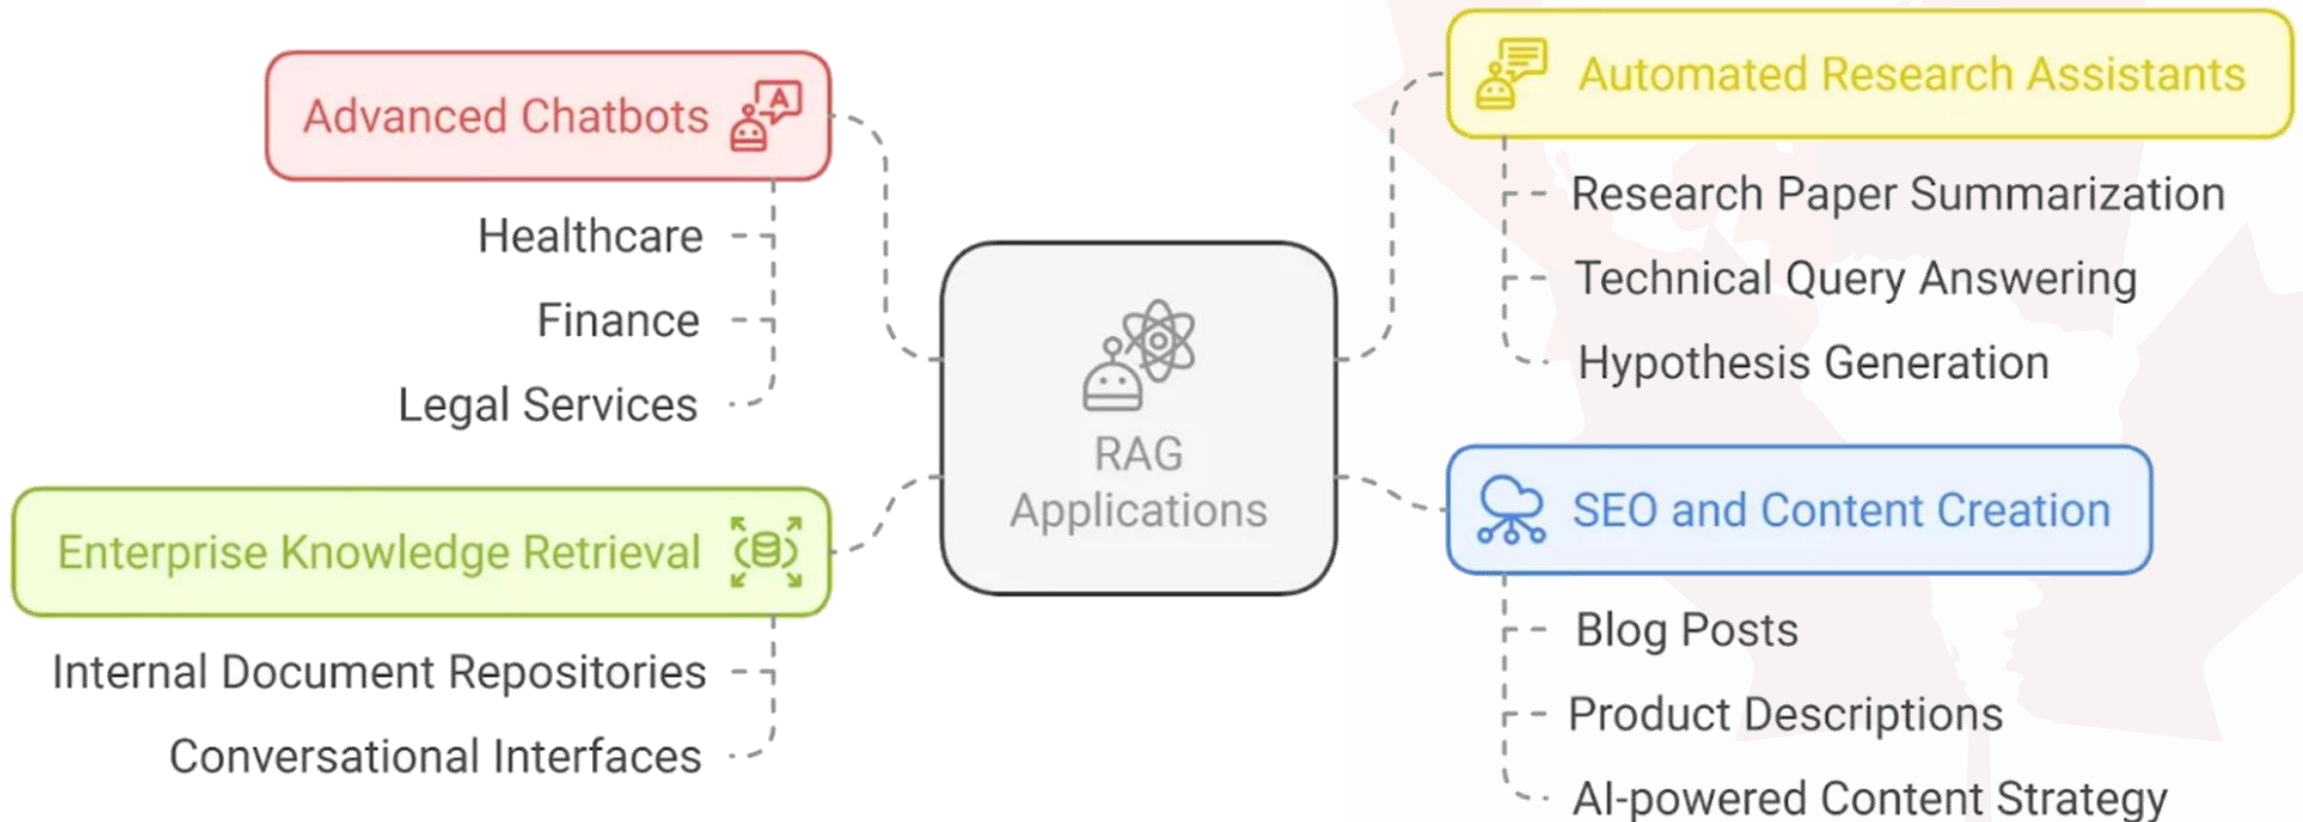 Advanced Chatbots
A
Healthcare
Finance
Legal Services
Enterprise Knowledge Retrieval
Internal Document Repositories
Conversational Interfaces
RAG
Applications
Automated Research Assistants
Research Paper Summarization
Technical Query Answering
Hypothesis Generation
SEO and Content Creation
Blog Posts
Product Descriptions
AI-powered Content Strategy